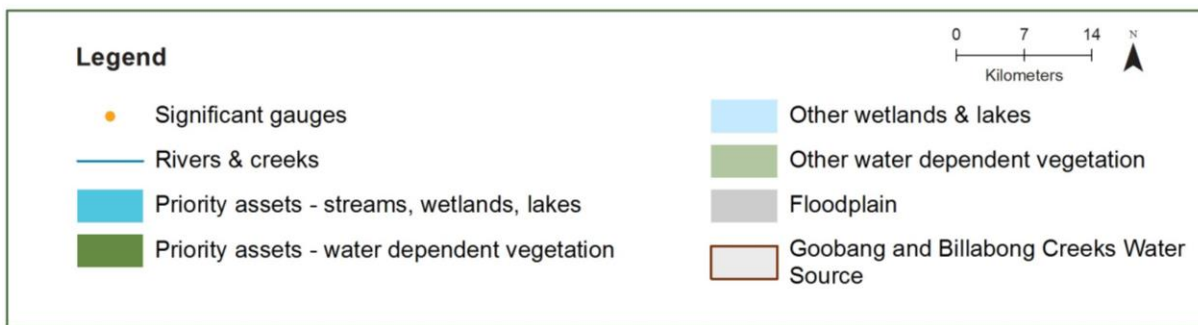 Legend
0 7 14
N
Kilometers
Significant gauges
Rivers & creeks
Priority assets - streams, wetlands, lakes
Priority assets - water dependent vegetation
Other wetlands & lakes
Other water dependent vegetation
Floodplain
Goobang and Billabong Creeks Water
Source